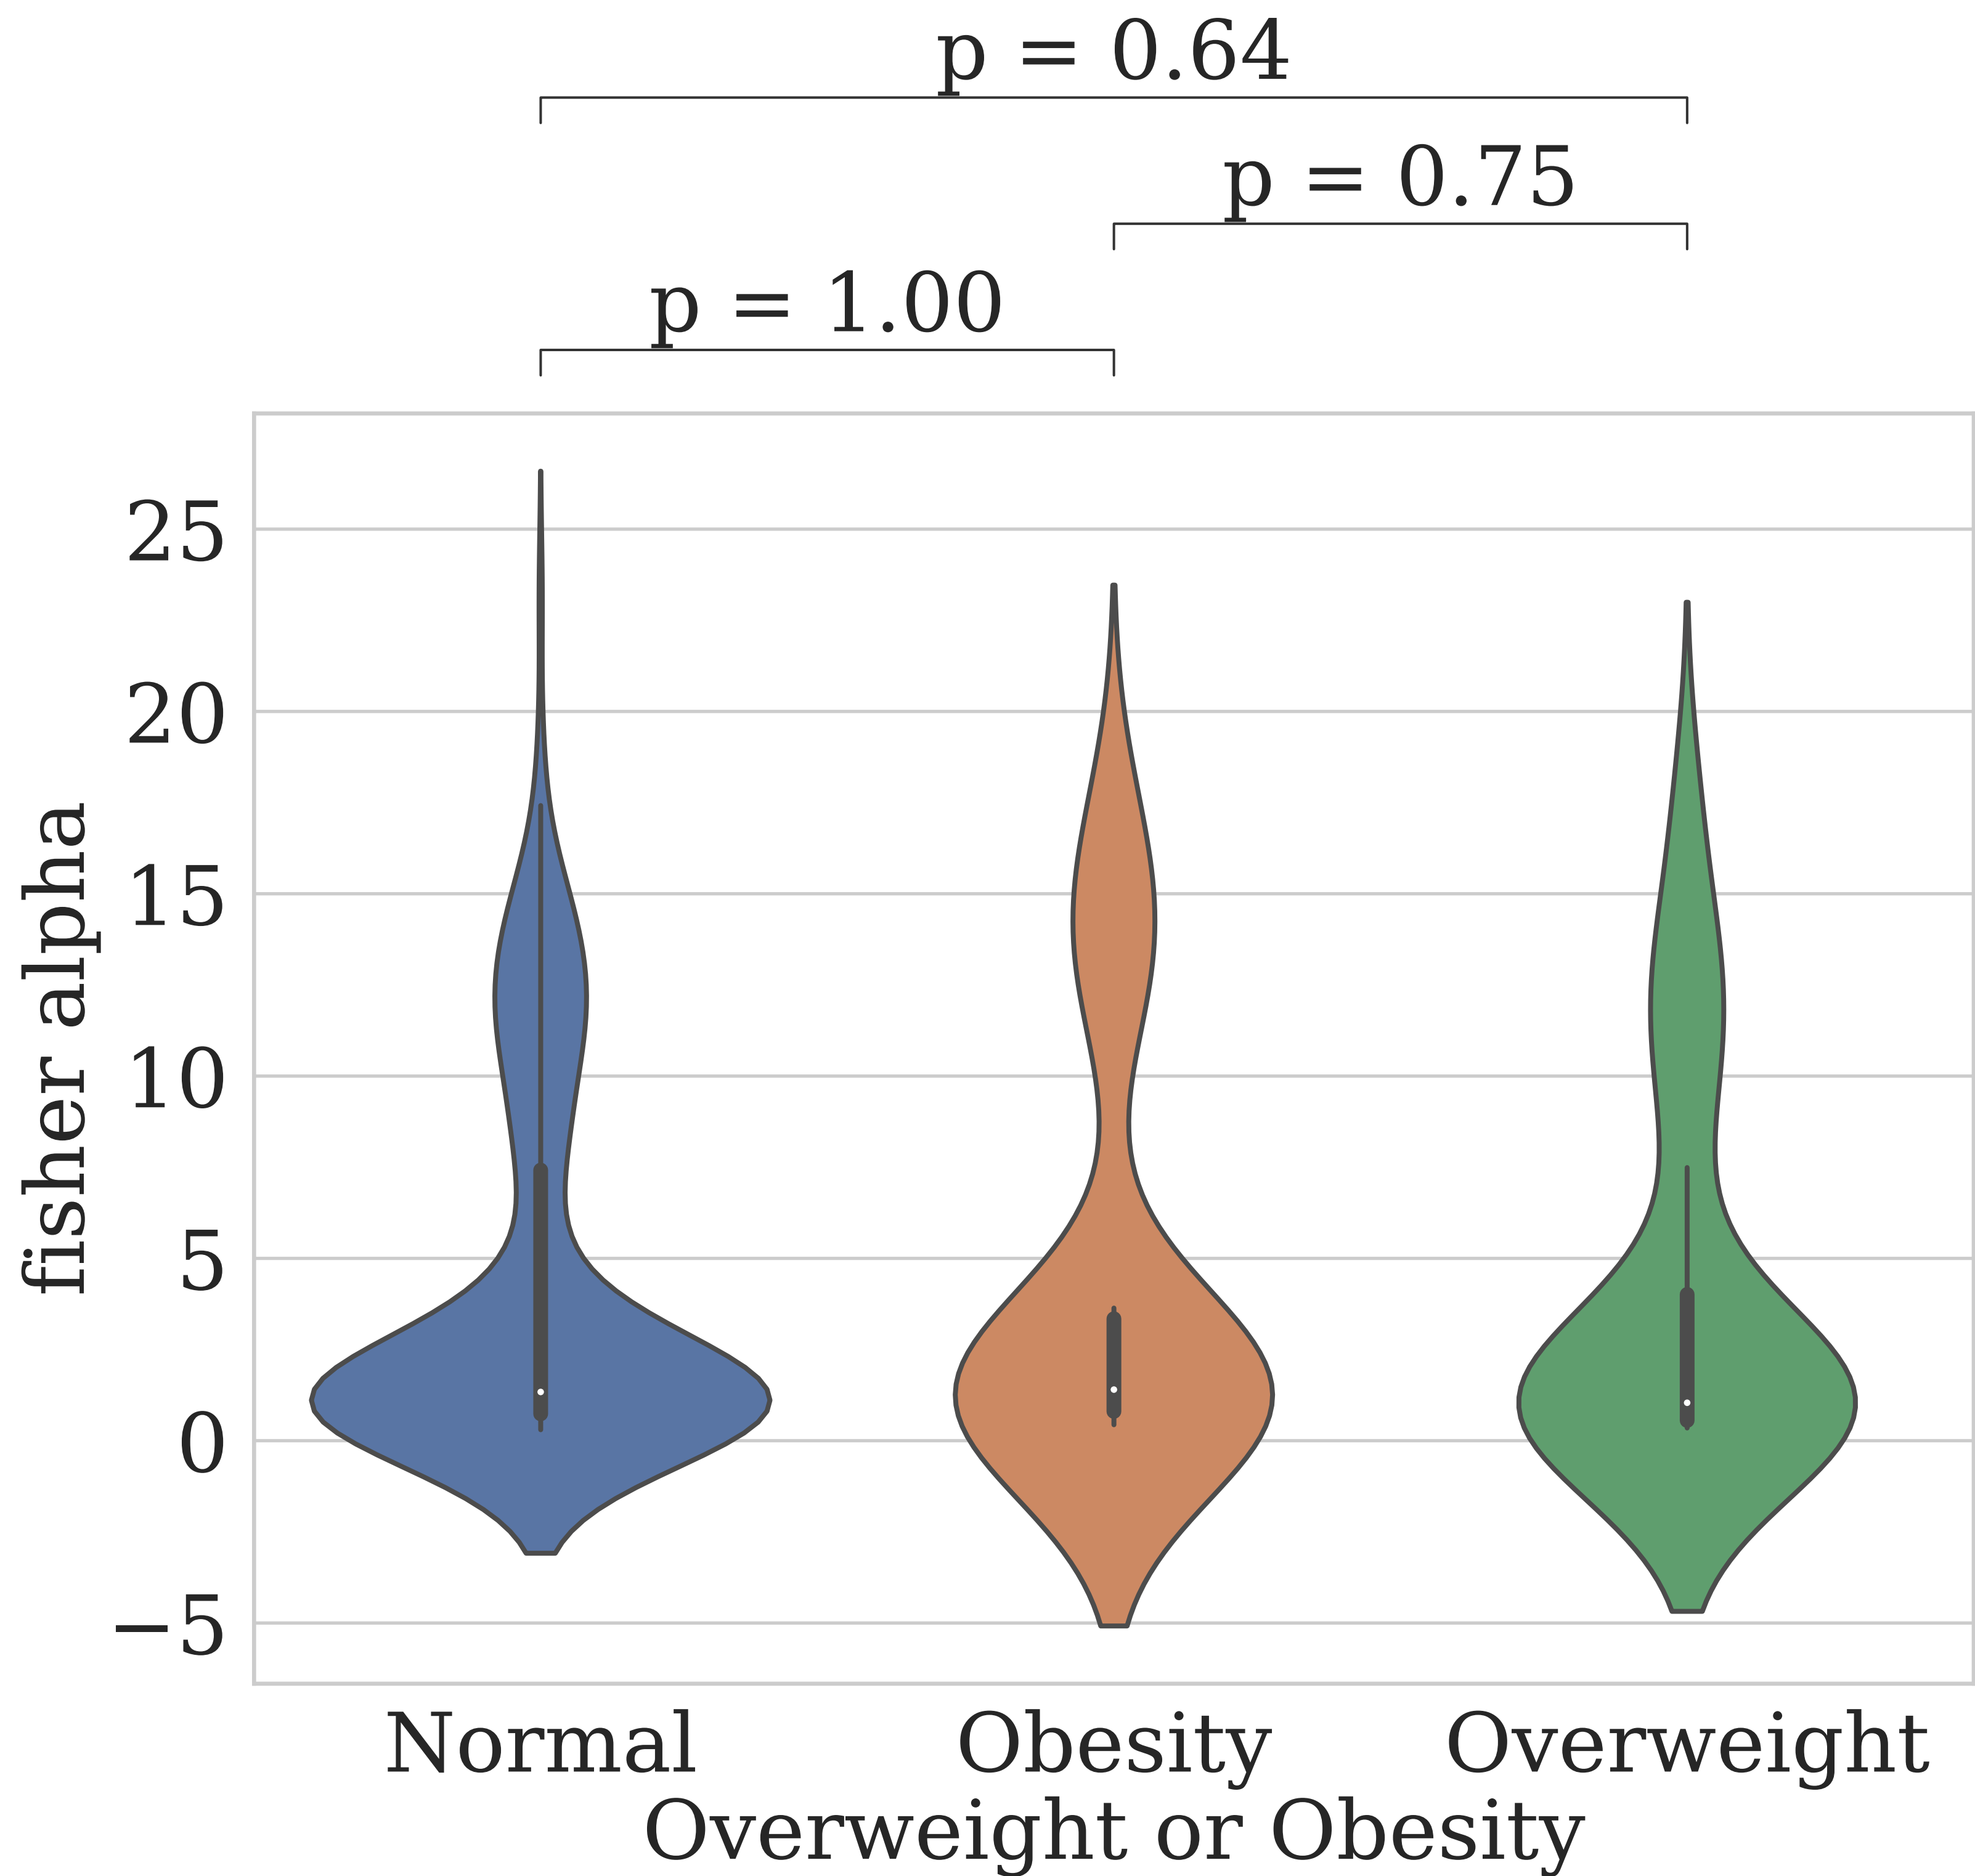 p = 0.64
p = 0.75
p = 1.00
25
20
15
10
5
0
−5
fisher alpha
Normal Obesity Overweight
Overweight or Obesity